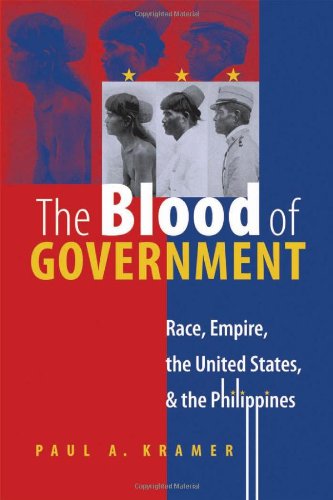 The Blood of
GOVERNMENT
Race, Empire,
the United States,
& the Philippines
PAUL A. KRAMER